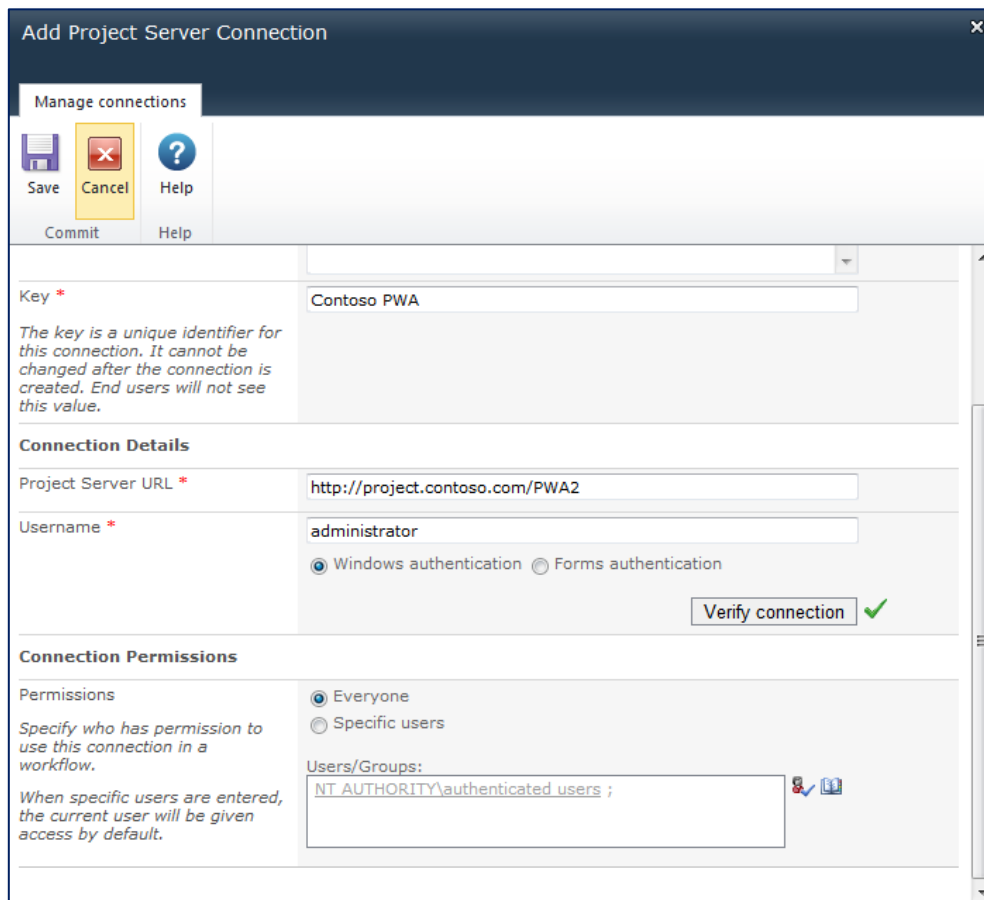 Add Project Server Connection
Manage connections
Save
Cancel
Help
Commit
Help
Key *
Contoso PWA
The key is a unique identifier for
this connection. It cannot be
changed after the connection is
created. End users will not see
this value.
Connection Details
Project Server URL *
http://project.contoso.com/PWA2
Username *
administrator
Windows authentication
Forms authentication
Verify connection
Connection Permissions
Permissions
Everyone
Specify who has permission to
use this connection in a
workflow.
When specific users are entered,
the current user will be given
access by default.
Specific users
Users/Groups:
NT AUTHORITY\authenticated users ;